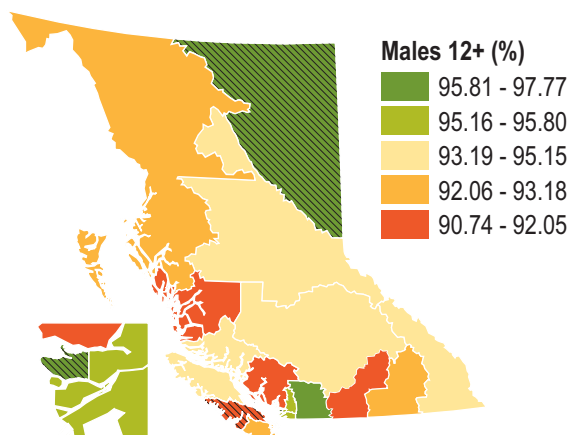 Males 12+ (%)
95.81 - 97.77
95.16 - 95.80
93.19 - 95.15
92.06 - 93.18
90.74 - 92.05